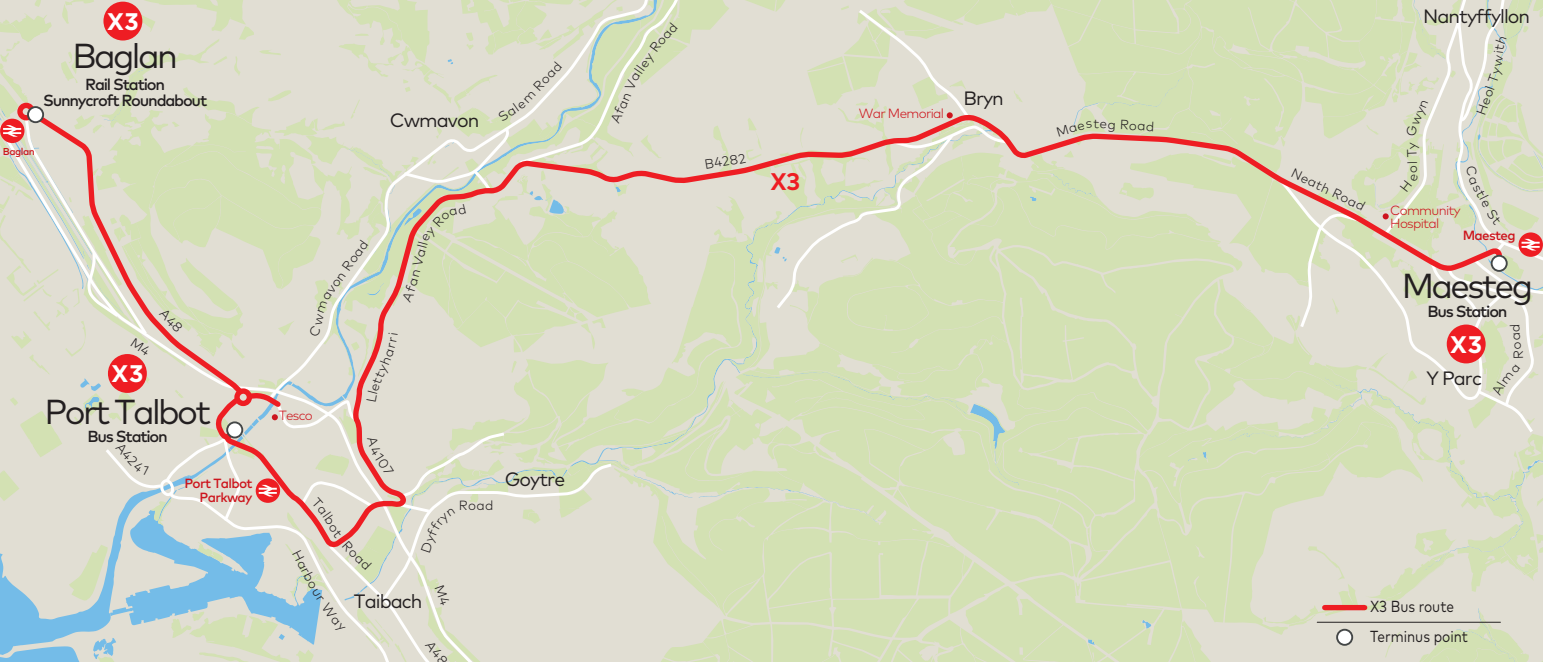 X3
Baglan
Rail Station
Sunnycroft Roundabout
Baglan
Nantyffyllon
Heol Tywith
Heol Ty Gwyn
Castle St
Salem Road
Afan Valley Road
Cwmavon
War Memorial
Bryn
Maesteg Road
B4282
X3
Neath Road
Community
Hospital
Maesteg
Maesteg
Bus Station
X3
Y Parc
Alma Road
Afan Valley Road
Cwmavon Road
Llettyharri
A48
M4
X3
Port Talbot
Bus Station
Tesco
A4241
A4107
Port Talbot
Parkway
Goytre
Talbot Road
Dyffryn Road
Harbour Way
Taibach
M4
A48
X3 Bus route
Terminus point